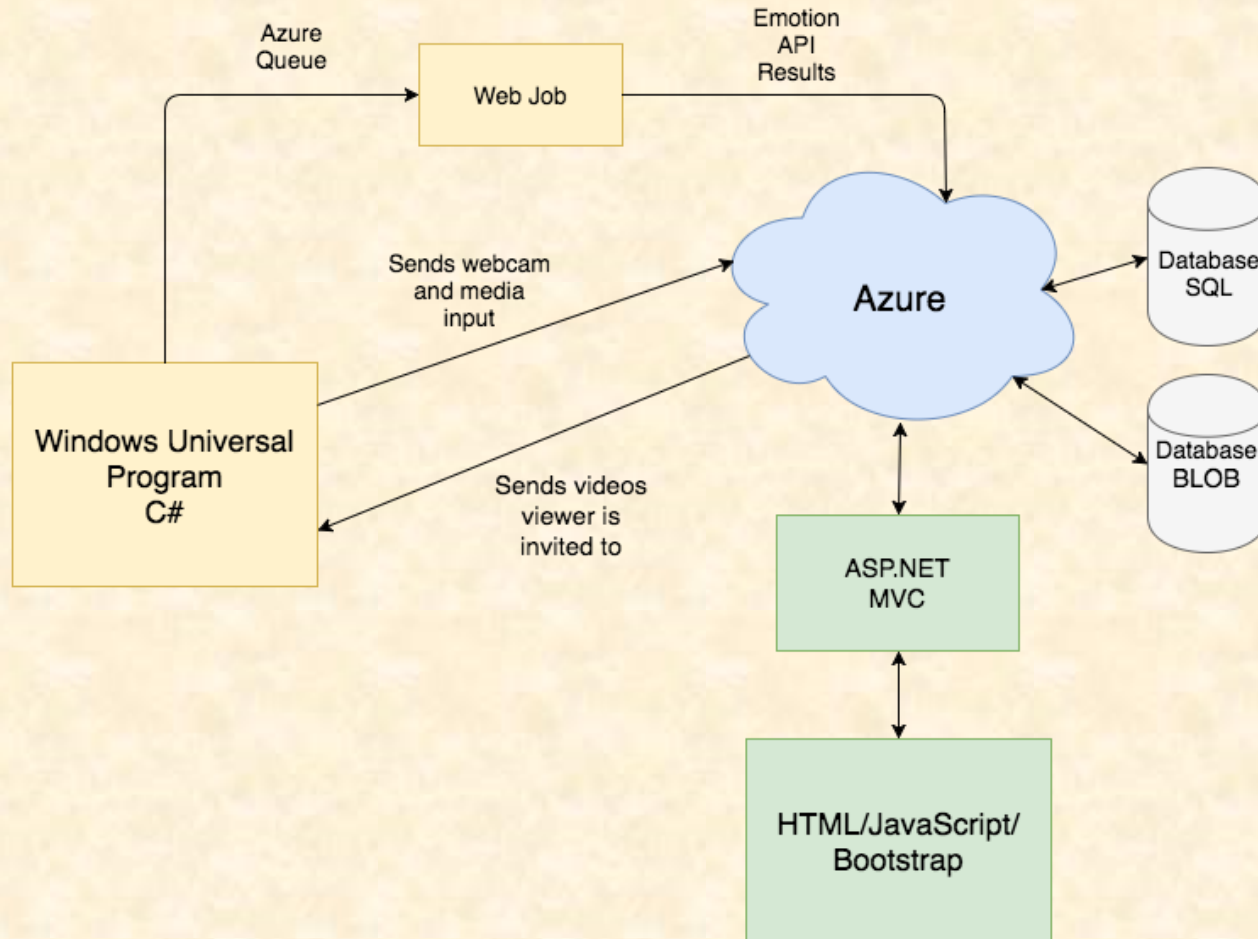 Azure
Queue
Web Job
Emotion
API
Results
Sends webcam
and media
input
Azure
Database
SQL
Windows Universal
Program
C#
Sends videos
viewer is
invited to
Database
BLOB
ASP.NET
MVC
HTML/JavaScript/
Bootstrap